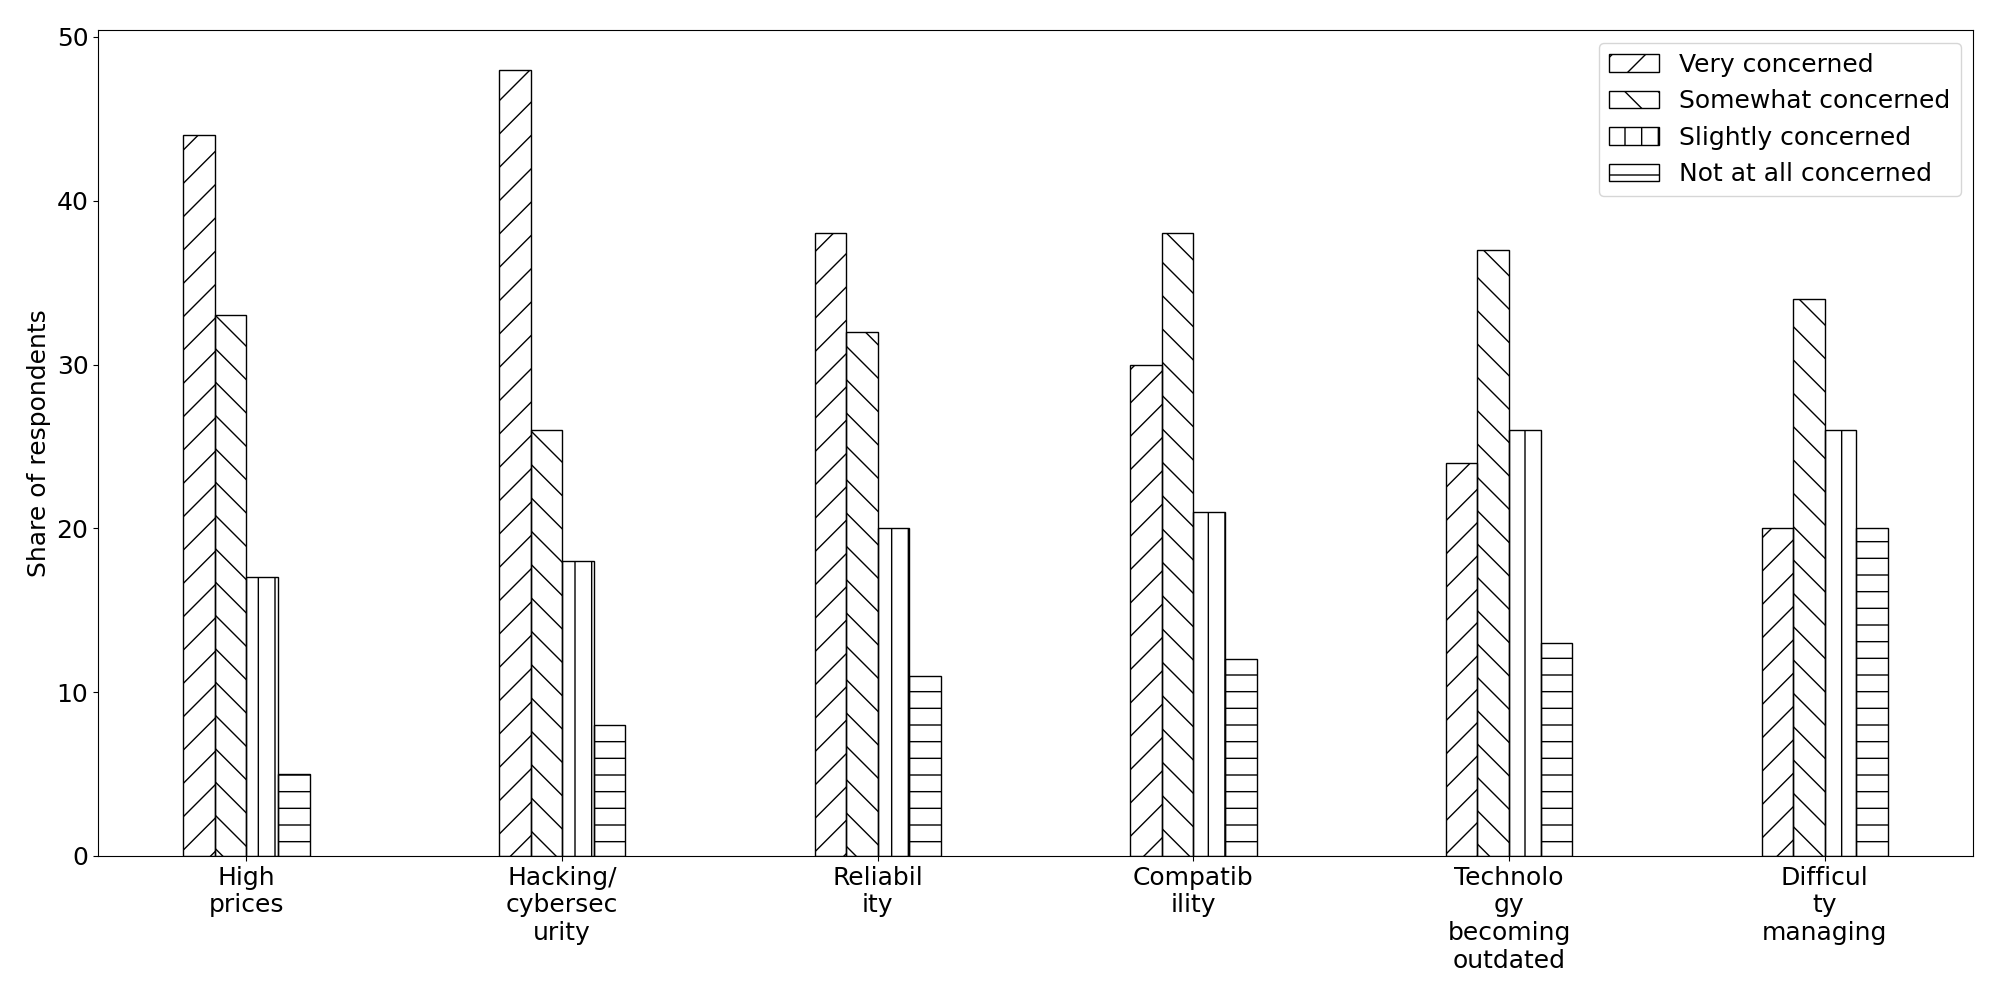 50
40
30
20
10
0
Share of respondents
Very concerned
Somewhat concerned
Slightly concerned
Not at all concerned
High
prices
Hacking/
cybersec
urity
Reliabil
ity
Compatib
ility
Technolo
gy
becoming
outdated
Difficul
ty
managing